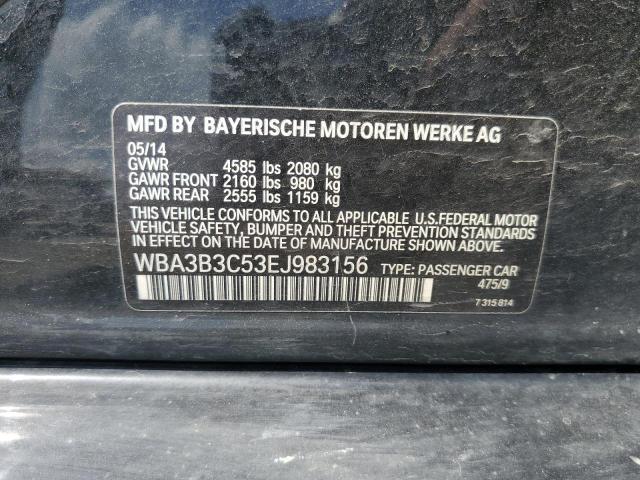 MFD BY BAYERISCHE MOTOREN WERKE AG
05/14
GVWR 4585 lbs 2080 kg
GAWR FRONT 2160 lbs 980 kg
GAWR REAR 2555 lbs 1159 kg
THIS VEHICLE CONFORMS TO ALL APPLICABLE U.S.FEDERAL MOTOR
VEHICLE SAFETY, BUMPER AND THEFT PREVENTION STANDARDS
IN EFFECT ON THE DATE OF MANUFACTURE SHOWN ABOVE.
WBA3B3C53EJ983156 TYPE: PASSENGER CAR
475/9
7 315 814